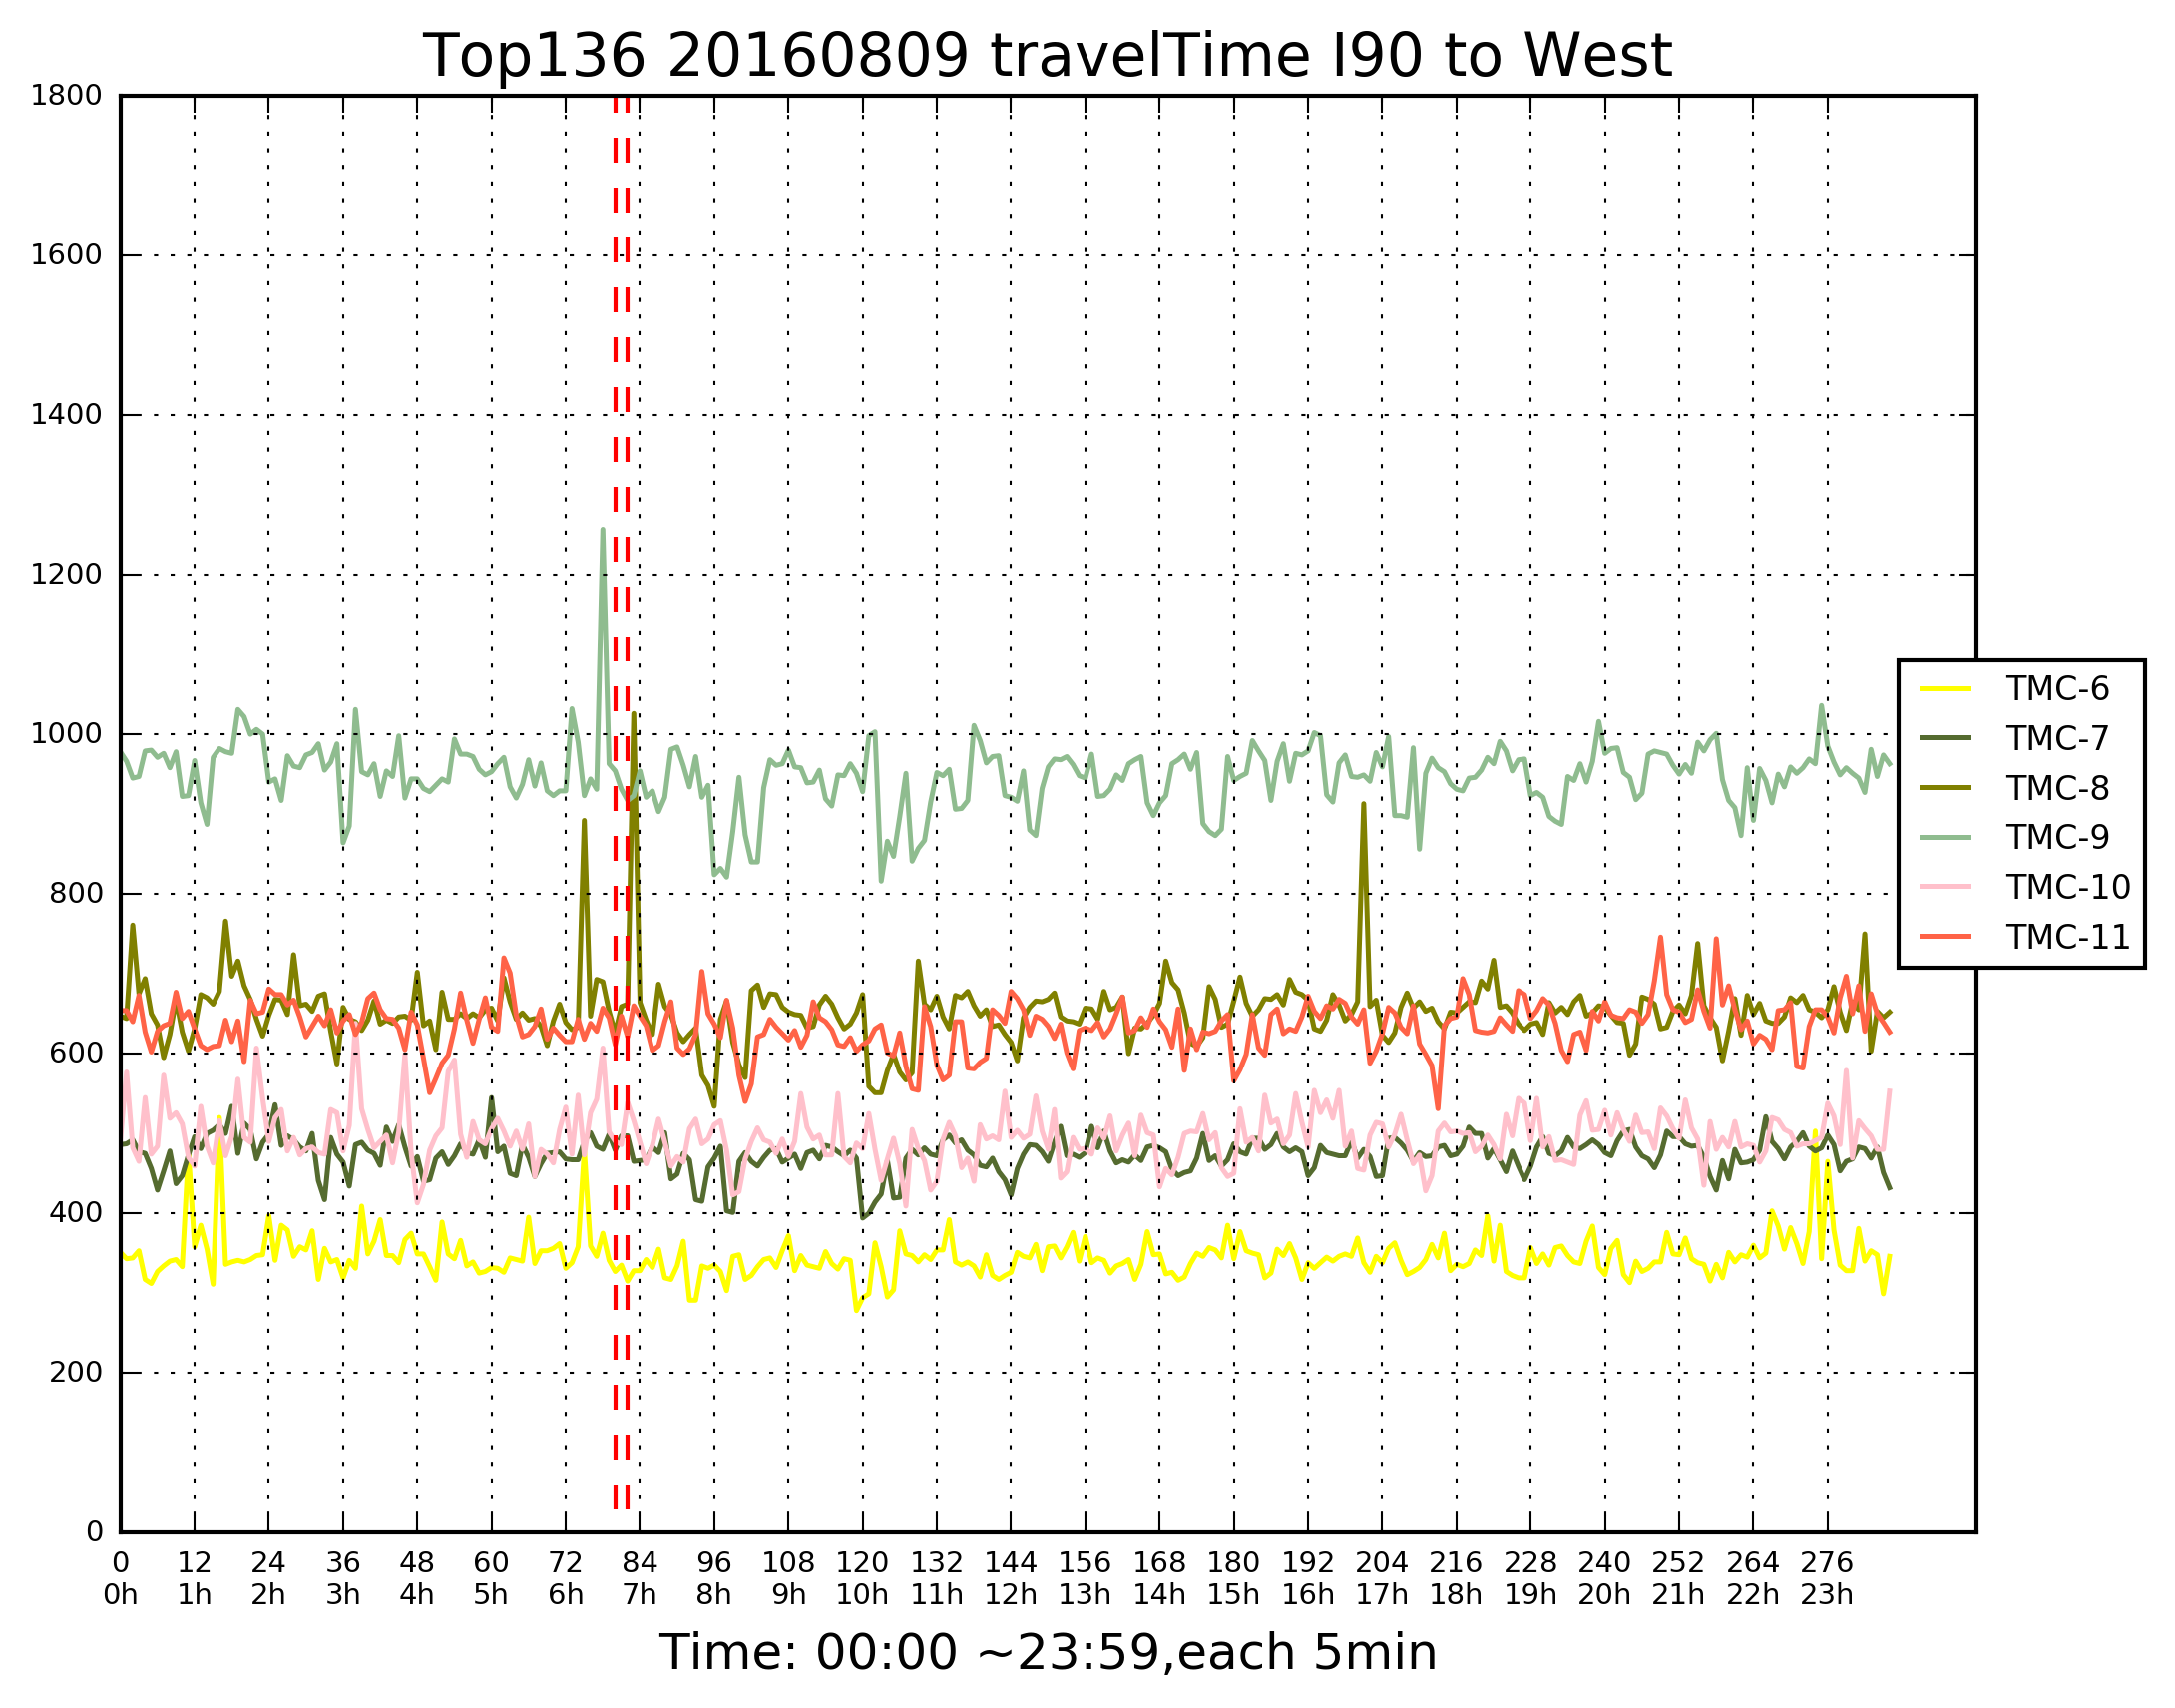 Top136 20160809 travelTime I90 to West
1800
1600
1400
1200
1000
800
600
400
200
0
TMC-6
TMC-7
TMC-8
TMC-9
TMC-10
TMC-11
0 12 24 36 48 60 72 84 96 108 120 132 144 156 168 180 192 204 216 228 240 252 264 276
0h 1h 2h 3h 4h 5h 6h 7h 8h 9h 10h 11h 12h 13h 14h 15h 16h 17h 18h 19h 20h 21h 22h 23h
Time: 00:00 ~23:59,each 5min